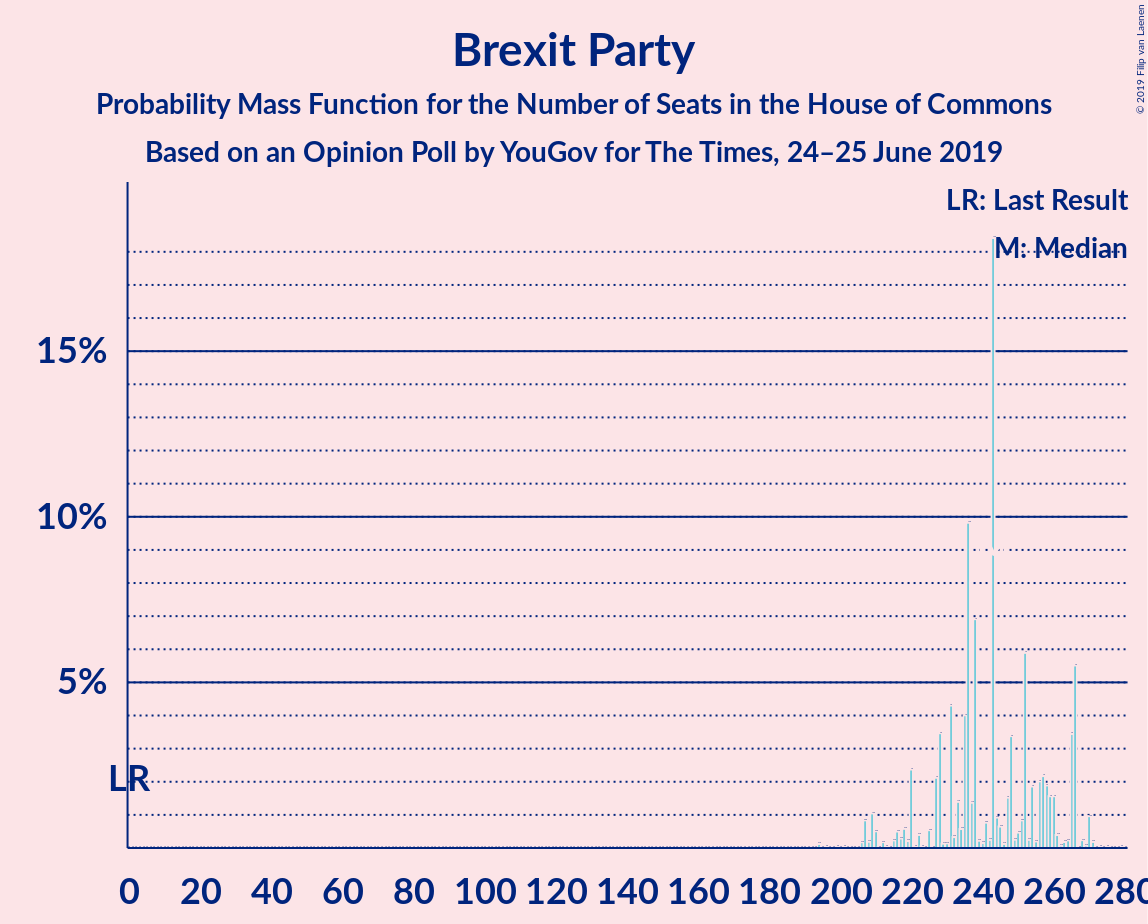 Brexit Party
Probability Mass Function for the Number of Seats in the House of Commons
Based on an Opinion Poll by YouGov for The Times, 24–25 June 2019
© 2019 Filip van Laenen
LR: Last Result
M: Median
15%
10%
5%
LR
0 20 40 60 80 100 120 140 160 180 200 220 240 260 280